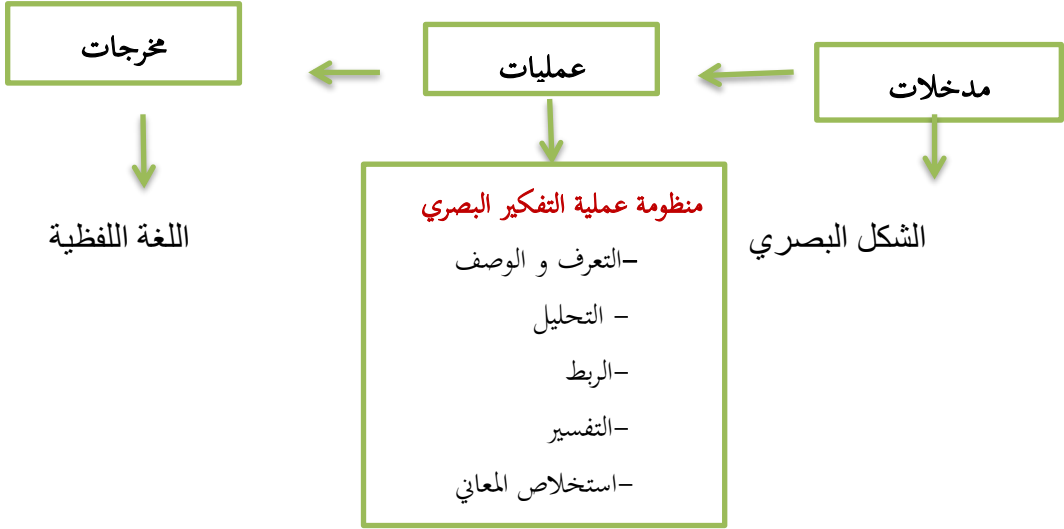 مدخلات
عمليات
مخرجات
الشكل البصري
منظومة عملية التفكير البصري
–التعرف و الوصف
– التحليل
–الربط
–التفسير
–استخلاص المعاني
اللغة اللفظية